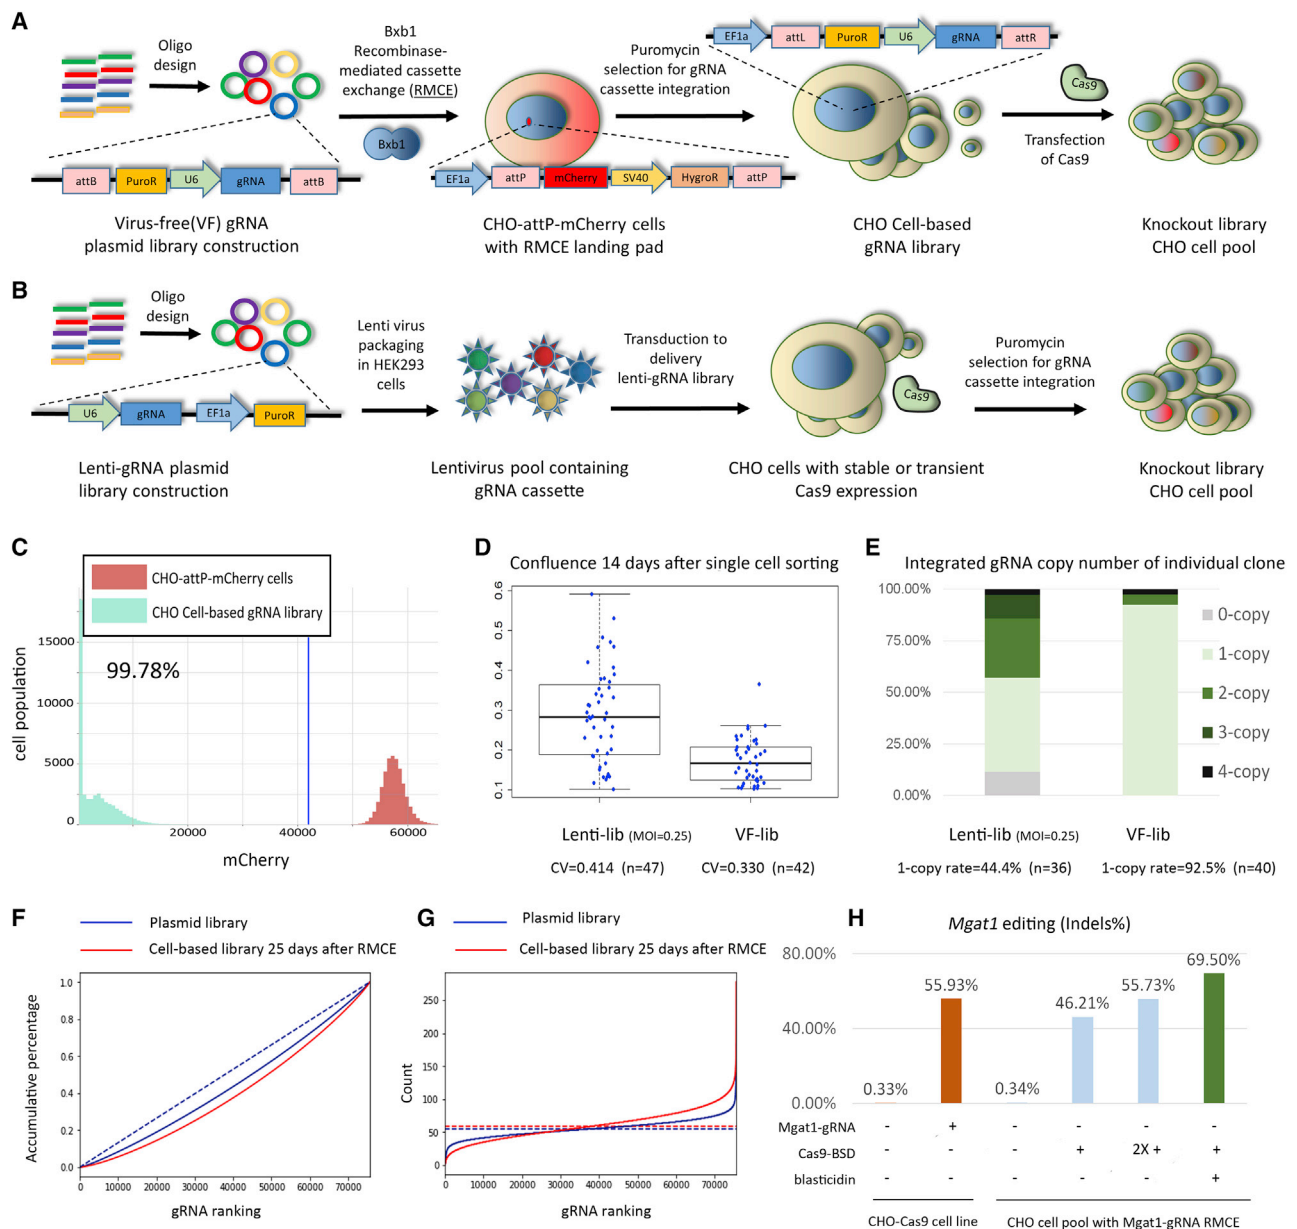 A
Oligo
design
Bxb1
Recombinase-
mediated cassette
exchange (RMCE)
Bxb1
Puromycin
selection for gRNA
cassette integration
EF1a attL PuroR U6 gRNA attR
Cas9
Transfection
of Cas9
attB PuroR U6 gRNA attB
EF1a attP mCherry SV40 HygroR attP
Virus-free(VF) gRNA
plasmid library construction
CHO-attP-mCherry cells
with RMCE landing pad
CHO Cell-based
gRNA library
Knockout library
CHO cell pool
B
Oligo
design
Lenti virus
packaging
in HEK293
cells
Transduction to
delivery
lenti-gRNA library
Cas9
Puromycin
selection for gRNA
cassette integration
U6 gRNA EF1a PuroR
Lenti-gRNA plasmid
library construction
Lentivirus pool containing
gRNA cassette
CHO cells with stable or transient
Cas9 expression
Knockout library
CHO cell pool
C
CHO-attP-mCherry cells
CHO Cell-based gRNA library
99.78%
cell population
15000
10000
5000
0
20000 40000 60000
mCherry
D
Confluence 14 days after single cell sorting
0.6
0.5
0.4
0.3
0.2
0.1
Lenti-lib (MOI=0.25) VF-lib
CV=0.414 (n=47) CV=0.330 (n=42)
E
Integrated gRNA copy number of individual clone
100.00%
75.00%
50.00%
25.00%
0.00%
0-copy
1-copy
2-copy
3-copy
4-copy
Lenti-lib (MOI=0.25) VF-lib
1-copy rate=44.4% (n=36) 1-copy rate=92.5% (n=40)
F
Plasmid library
Cell-based library 25 days after RMCE
Accumulative percentage
1.0
0.8
0.6
0.4
0.2
0.0
0 10000 20000 30000 40000 50000 60000 70000
gRNA ranking
G
Plasmid library
Cell-based library 25 days after RMCE
Count
250
200
150
100
50
0
0 10000 20000 30000 40000 50000 60000 70000
gRNA ranking
H
Mgat1 editing (Indels%)
80.00%
40.00%
0.00%
0.33% 55.93% 0.34% 46.21% 55.73% 69.50%
Mgat1-gRNA - + - - - -
Cas9-BSD - - - + 2X + +
blasticidin - - - - - +
CHO-Cas9 cell line CHO cell pool with Mgat1-gRNA RMCE